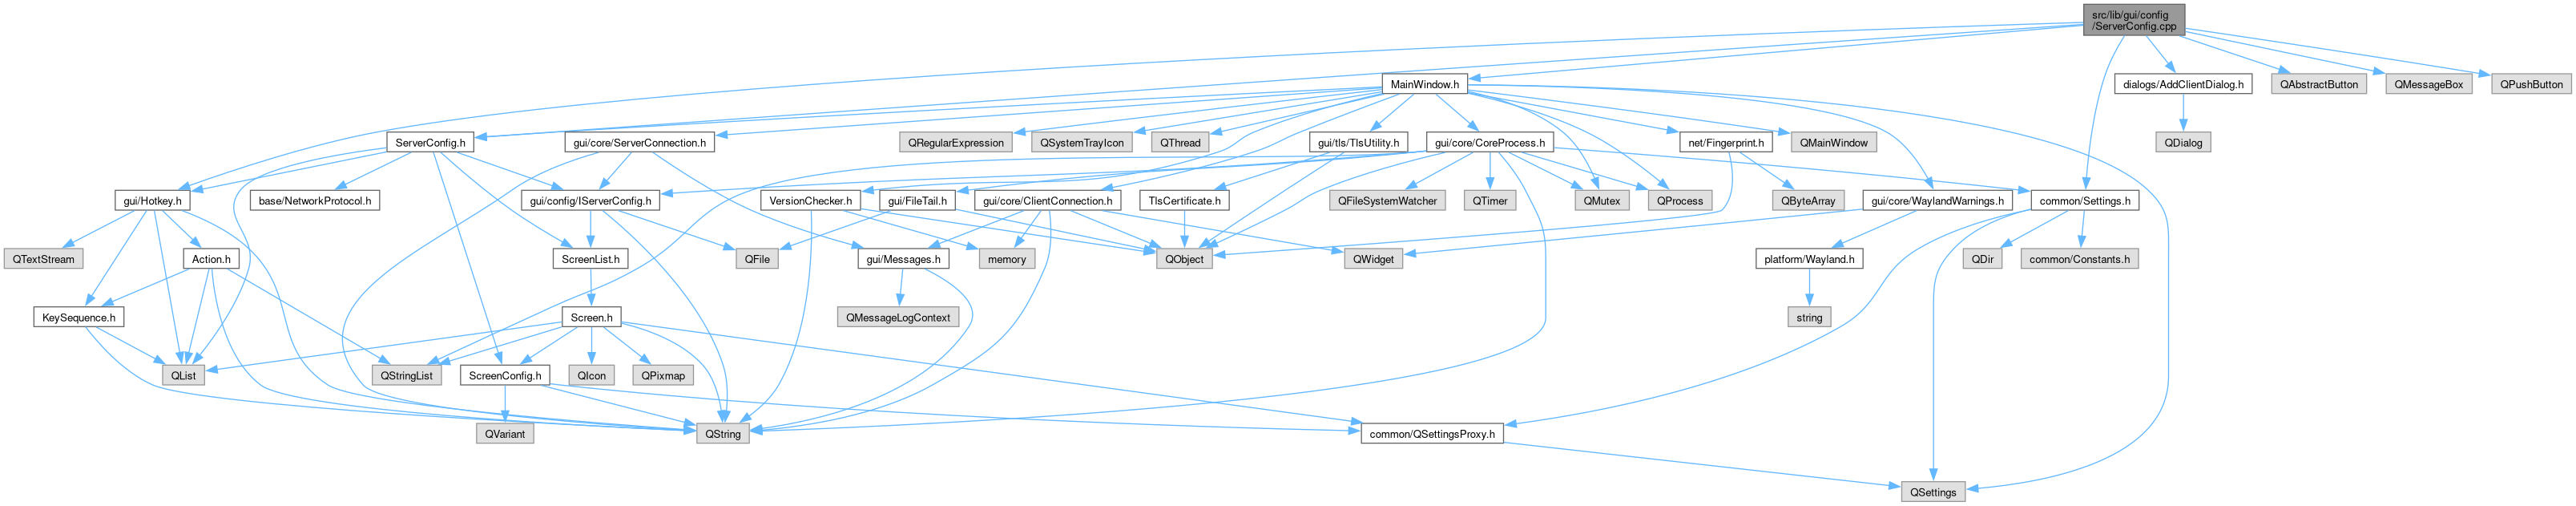 src/lib/gui/config
/ServerConfig.cpp
MainWindow.h
dialogs/AddClientDialog.h
QAbstractButton
QMessageBox
QPushButton
ServerConfig.h
gui/core/ServerConnection.h
QRegularExpression
QSystemTrayIcon
QThread
gui/tls/TlsUtility.h
gui/core/CoreProcess.h
net/Fingerprint.h
QMainWindow
QDialog
gui/Hotkey.h
base/NetworkProtocol.h
gui/config/IServerConfig.h
VersionChecker.h
gui/FileTail.h
gui/core/ClientConnection.h
TlsCertificate.h
QFileSystemWatcher
QTimer
QMutex
QProcess
QByteArray
gui/core/WaylandWarnings.h
common/Settings.h
QTextStream
Action.h
ScreenList.h
QFile
gui/Messages.h
memory
QObject
QWidget
platform/Wayland.h
QDir
common/Constants.h
KeySequence.h
Screen.h
QMessageLogContext
string
QList
QStringList
ScreenConfig.h
QIcon
QPixmap
QVariant
QString
common/QSettingsProxy.h
QSettings